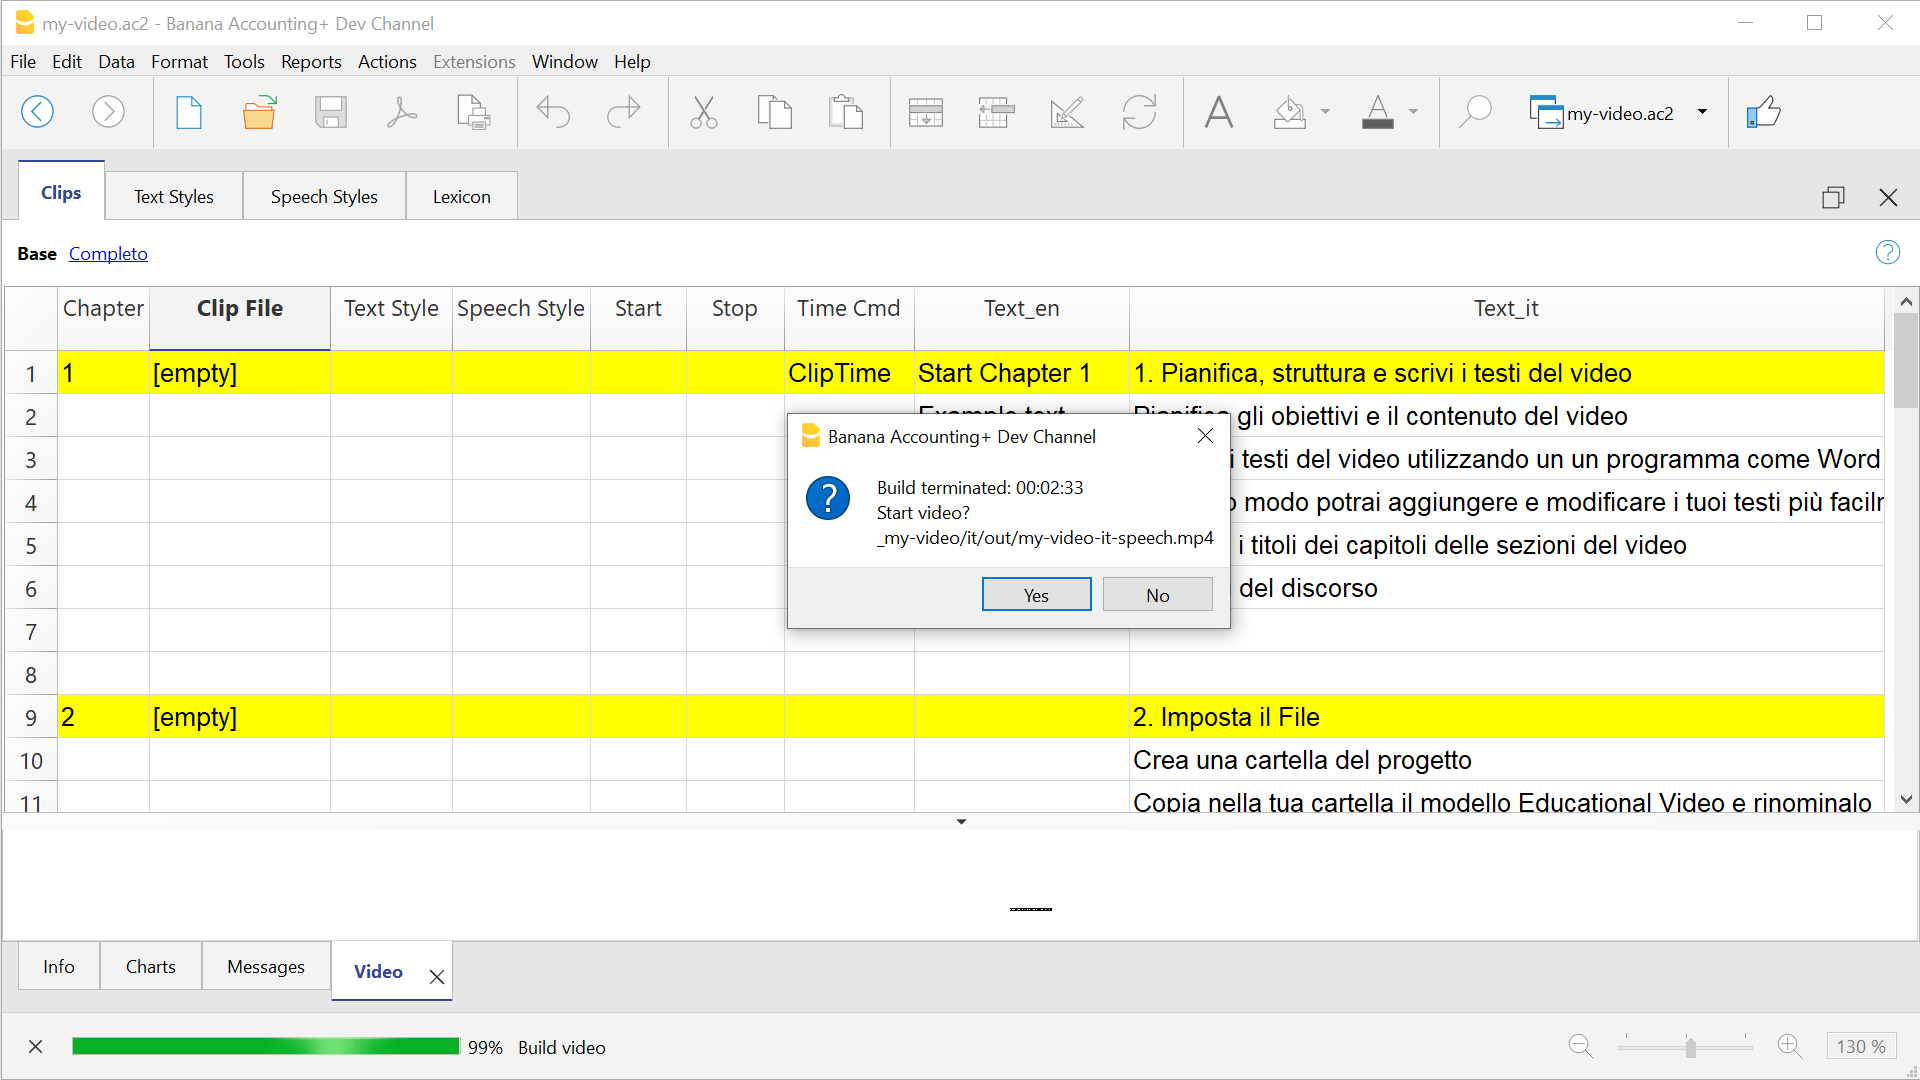 my-video.ac2 - Banana Accounting+ Dev Channel
File Edit Data Format Tools Reports Actions Extensions Window Help
my-video.ac2
Clips Text Styles Speech Styles Lexicon
Base Completo
Chapter Clip File Text Style Speech Style Start Stop Time Cmd Text_en Text_it
1 1 [empty] ClipTime Start Chapter 1 1. Pianifica, struttura e scrivi i testi del video
2 Example text Pianifica gli obiettivi e il contenuto del video
3 i testi del video utilizzando un un programma come Word
4 modo potrai aggiungere e modificare i tuoi testi più
5 i titoli dei capitoli delle sezioni del video
6 del discorso
7
8
9 2 [empty] 2. Imposta il File
10 Crea una cartella del progetto
11 Copia nella tua cartella il modello Educational Video e rinominalo
Banana Accounting+ Dev Channel
Build terminated: 00:02:33
Start video?
_my-video/it/out/my-video-it-speech.mp4
Yes No
Info Charts Messages Video
99% Build video
130 %